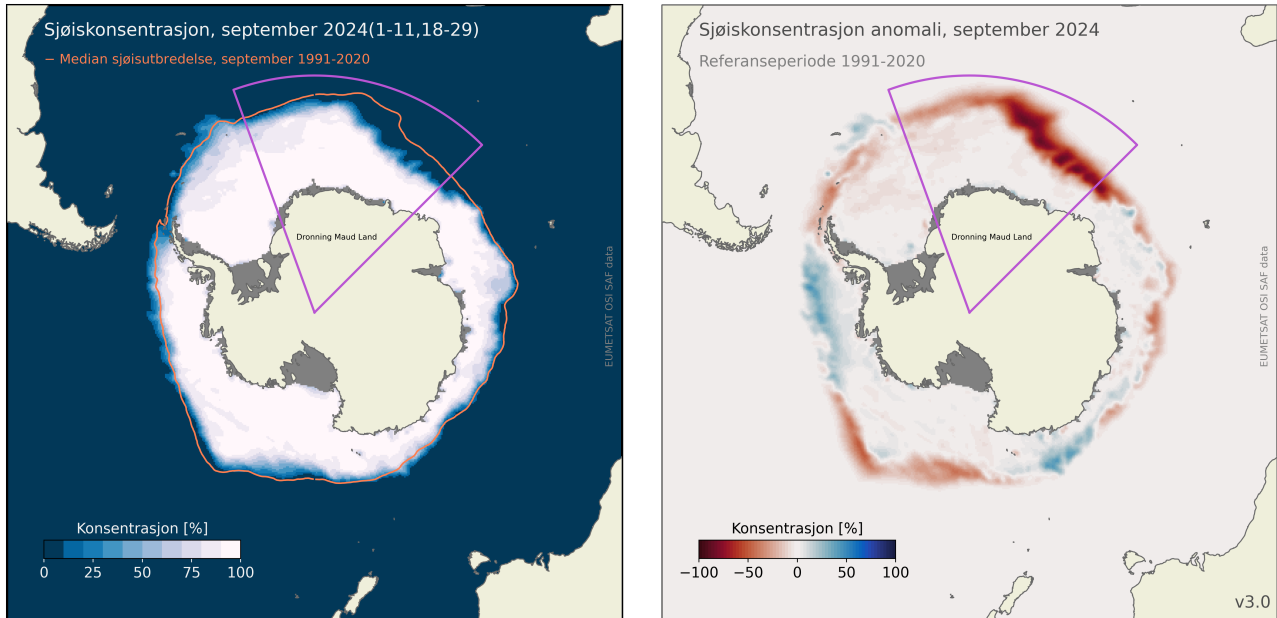 Sjøiskonsentrasjon, september 2024(1-11,18-29)
− Median sjøisutbredelse, september 1991-2020
Dronning Maud Land
EUMETSAT OSI SAF data
Konsentrasjon [%]
0 25 50 75 100
Sjøiskonsentrasjon anomali, september 2024
Referanseperiode 1991-2020
Dronning Maud Land
EUMETSAT OSI SAF data
Konsentrasjon [%]
−100 −50 0 50 100
v3.0